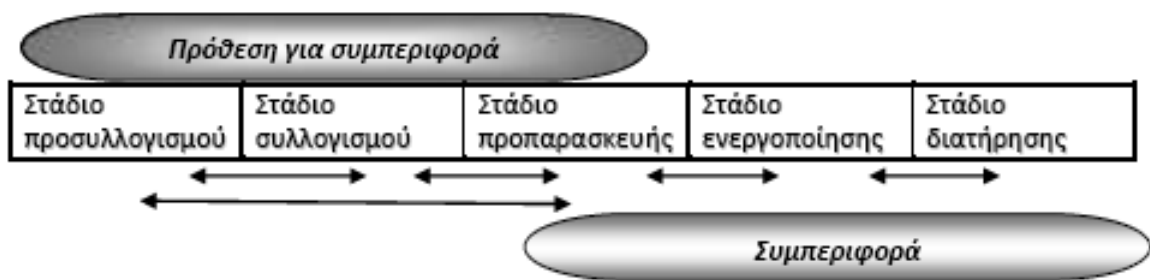 Πρόθεση για συμπεριφορά
Στάδιο προσυλλογισμού
Στάδιο συλλογισμού
Στάδιο προπαρασκευής
Στάδιο ενεργοποίησης
Στάδιο διατήρησης
Συμπεριφορά